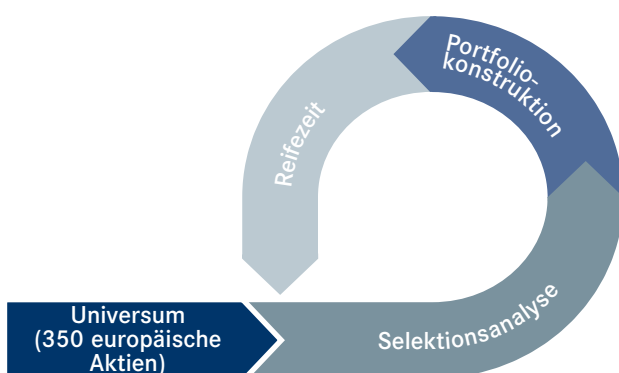 Universum
(350 europäische
Aktien)
Selektionsanalyse
Portfolio-
konstruktion
Reifezeit